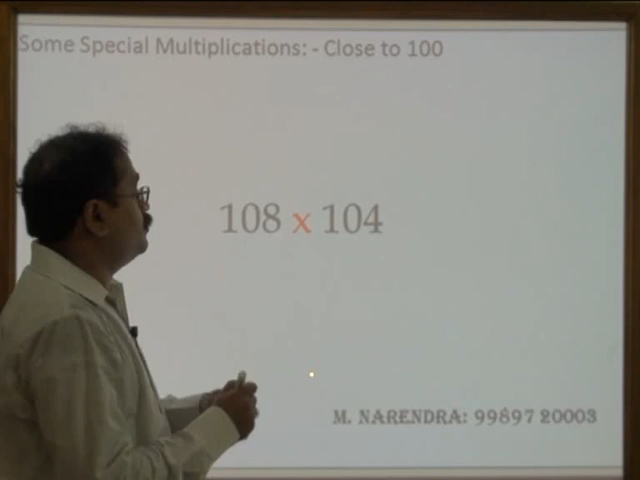 Some Special Multiplications: - Close to 100
108 x 104
M. NARENDRA: 99897 20003